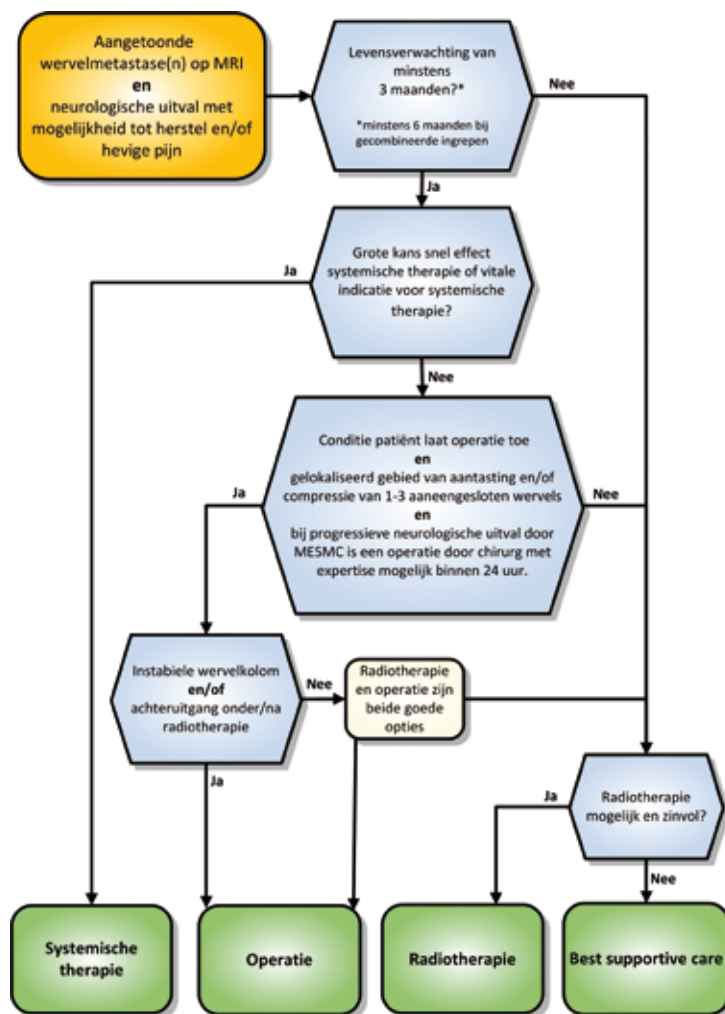 Aangetoonde
wervelmetastase(n) op MRI
en
neurologische uitval met
mogelijkheid tot herstel en/of
hevige pijn
Levensverwachting van
minstens
3 maanden?*
*minstens 6 maanden bij
gecombineerde ingrepen
Nee
Ja
Grote kans snel effect
systemische therapie of vitale
indicatie voor systemische
therapie?
Ja
Nee
Conditie patiënt laat operatie toe
en
gelokaliseerd gebied van aantasting en/of
compressie van 1-3 aaneengesloten wervels
en
bij progressieve neurologische uitval door
MESMC is een operatie door chirurg met
expertise mogelijk binnen 24 uur.
Ja
Nee
Instabiele wervelkolom
en/of
achteruitgang onder/na
radiotherapie
Nee
Radiotherapie
en operatie zijn
beide goede
opties
Ja
Radiotherapie
mogelijk en zinvol?
Ja
Nee
Systemische
therapie
Operatie
Radiotherapie
Best supportive care